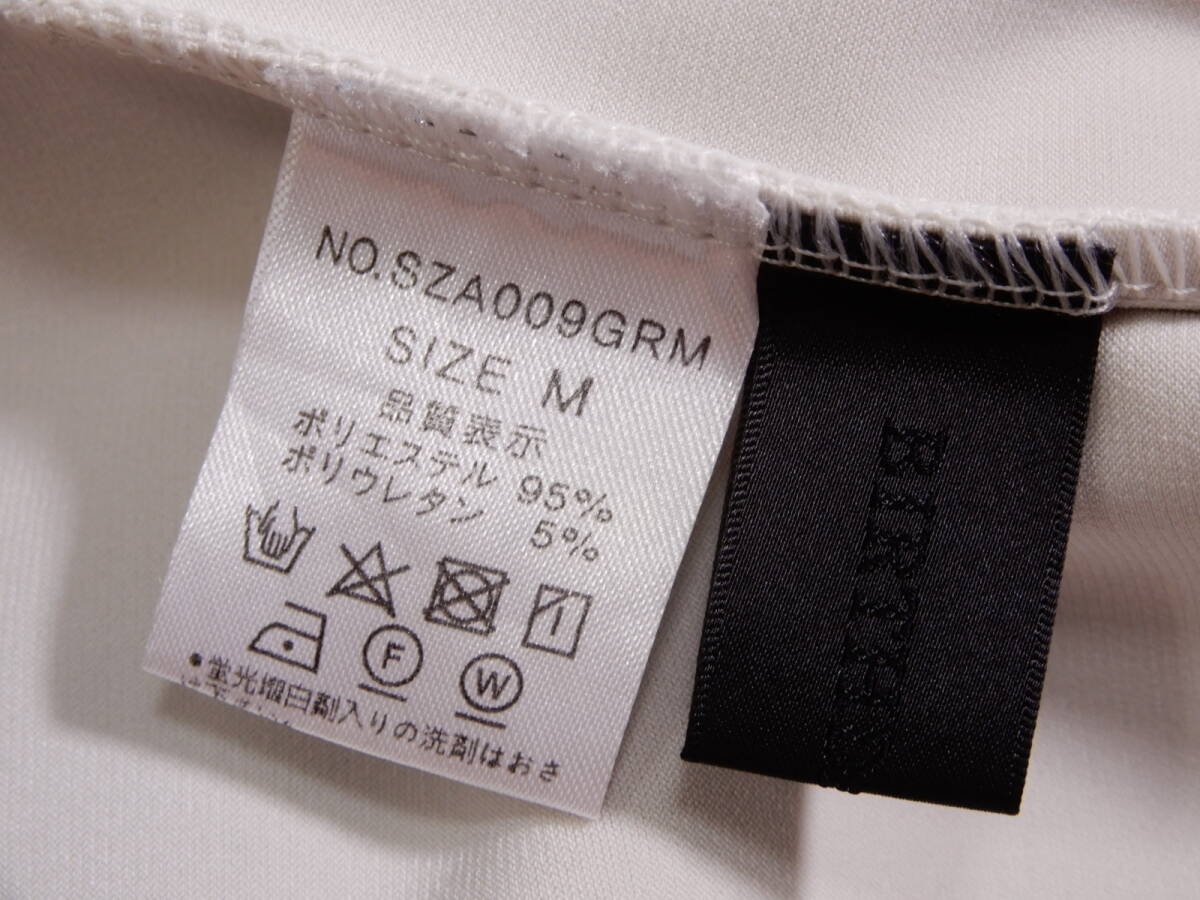 NO.SZA009GRM
SIZE M
品質表示
ポリエステル 95%
ポリウレタン 5%
F W
●蛍光増白剤入りの洗剤はおさ